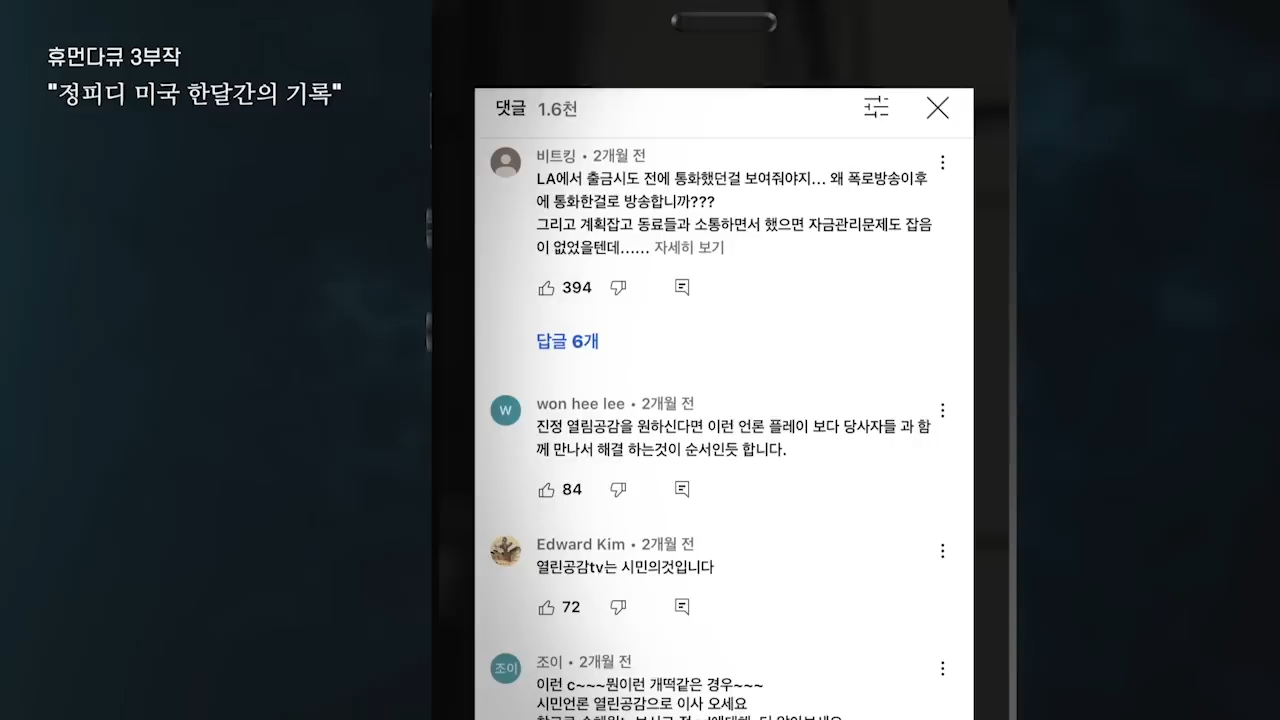 휴먼다큐 3부작
"정피디 미국 한달간의 기록"
댓글 1.6천
비트킹 • 2개월 전
LA에서 출금시도 전에 통화했던걸 보여줘야지... 왜 폭로방송이후
에 통화한걸로 방송합니까???
그리고 계획잡고 동료들과 소통하면서 했으면 자금관리문제도 잡음
이 없었을텐데...... 자세히 보기
394
답글 6개
W
won hee lee • 2개월 전
진정 열림공감을 원하신다면 이런 언론 플레이 보다 당사자들 과 함
께 만나서 해결 하는것이 순서인듯 합니다.
84
Edward Kim • 2개월 전
열린공감tv는 시민의것입니다
72
조이
조이 • 2개월 전
이런 c~~~뭔이런 개떡같은 경우~~~
시민언론 열린공감으로 이사 오세요